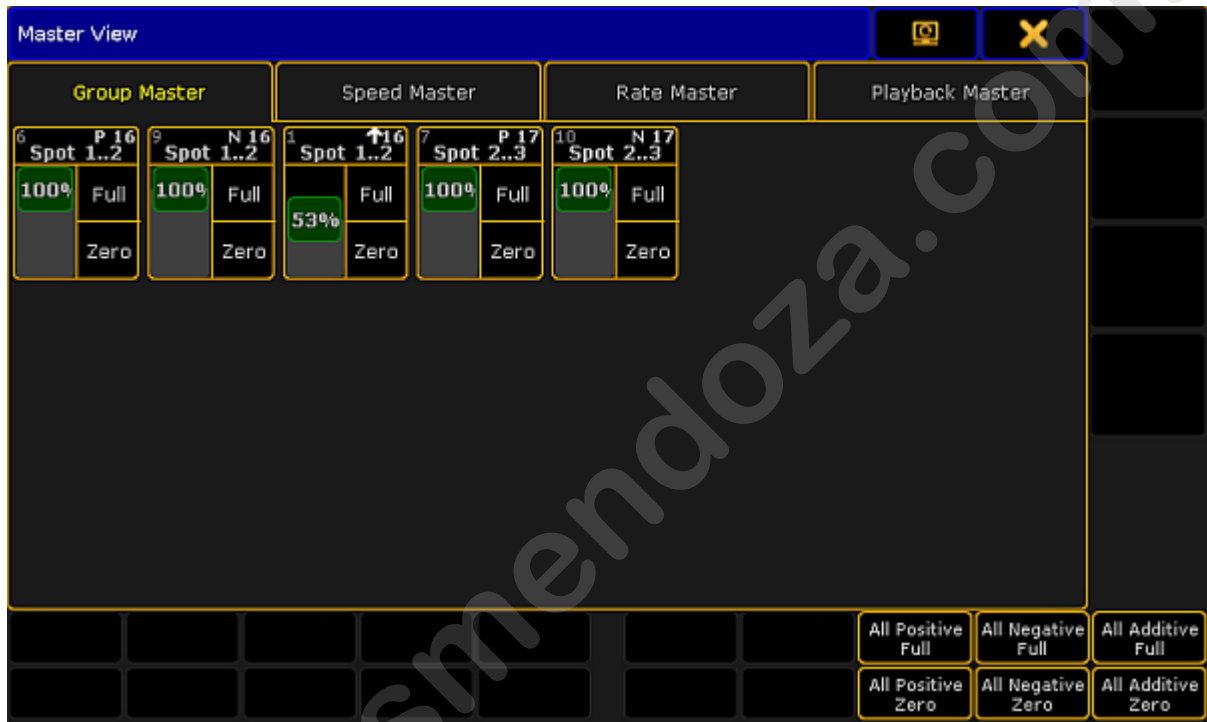 Master View
Group Master
Speed Master
Rate Master
Playback Master
6 P 16
Spot 1..2
100%
Full
Zero
9 N 16
Spot 1..2
100%
Full
Zero
1 ↑16
Spot 1..2
53%
Full
Zero
7 P 17
Spot 2..3
100%
Full
Zero
10 N 17
Spot 2..3
100%
Full
Zero
All Positive
Full
All Negative
Full
All Additive
Full
All Positive
Zero
All Negative
Zero
All Additive
Zero
smendoza.com